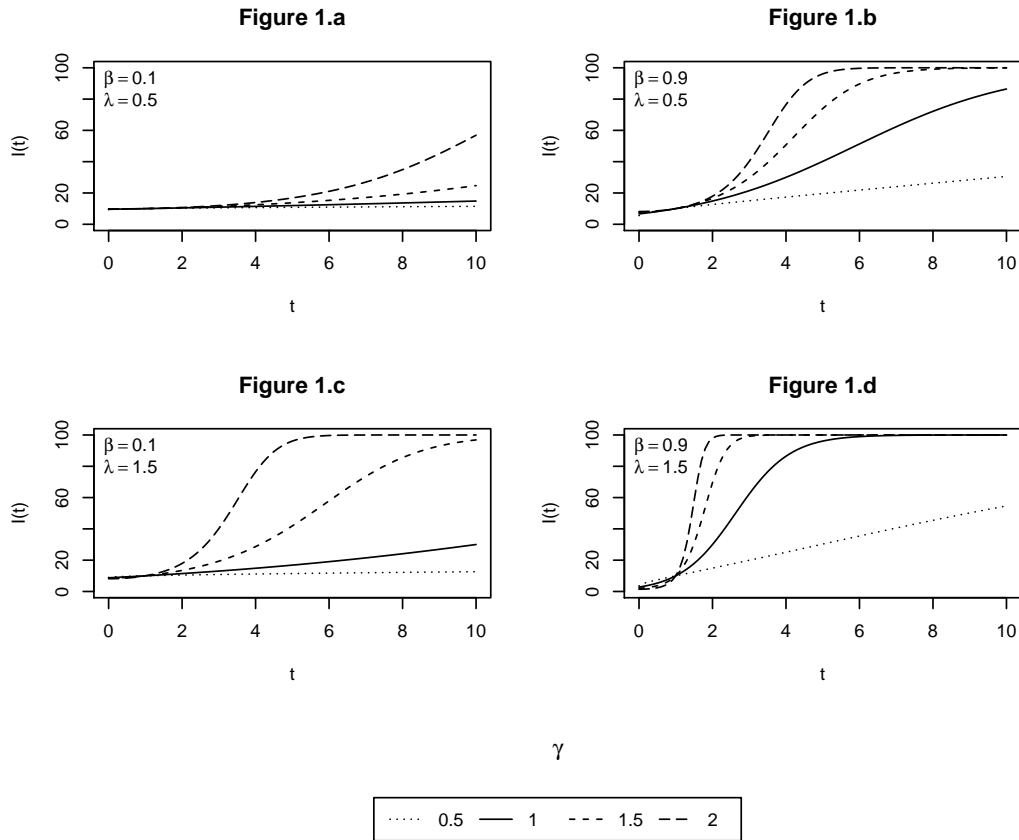 Figure 1.a
β = 0.1
λ = 0.5
I(t)
0 20 60 100
0 2 4 6 8 10
t
Figure 1.b
β = 0.9
λ = 0.5
I(t)
0 20 60 100
0 2 4 6 8 10
t
Figure 1.c
β = 0.1
λ = 1.5
I(t)
0 20 60 100
0 2 4 6 8 10
t
Figure 1.d
β = 0.9
λ = 1.5
I(t)
0 20 60 100
0 2 4 6 8 10
t
γ
0.5 1 1.5 2